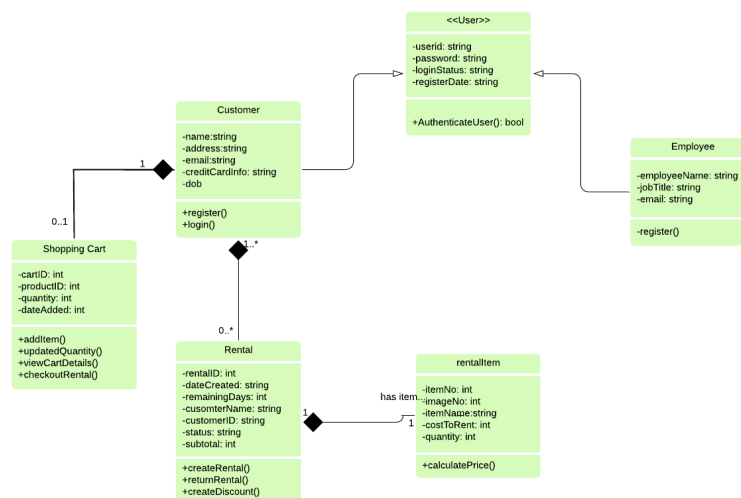 <<User>>
-userid: string
-password: string
-loginStatus: string
-registerDate: string
+AuthenticateUser(): bool
Customer
-name:string
-address:string
-email:string
-creditCardInfo: string
-dob
+register()
+login()
Employee
-employeeName: string
-jobTitle: string
-email: string
-register()
1
0..1
1..*
0..*
Shopping Cart
-cartID: int
-productID: int
-quantity: int
-dateAdded: int
+addItem()
+updatedQuantity()
+viewCartDetails()
+checkoutRental()
Rental
-rentalID: int
-dateCreated: string
-remainingDays: int
-cusomterName: string
-customerID: string
-status: string
-subtotal: int
+createRental()
+returnRental()
+createDiscount()
1
has item...
1
rentalItem
-itemNo: int
-imageNo: int
-itemName:string
-costToRent: int
-quantity: int
+calculatePrice()